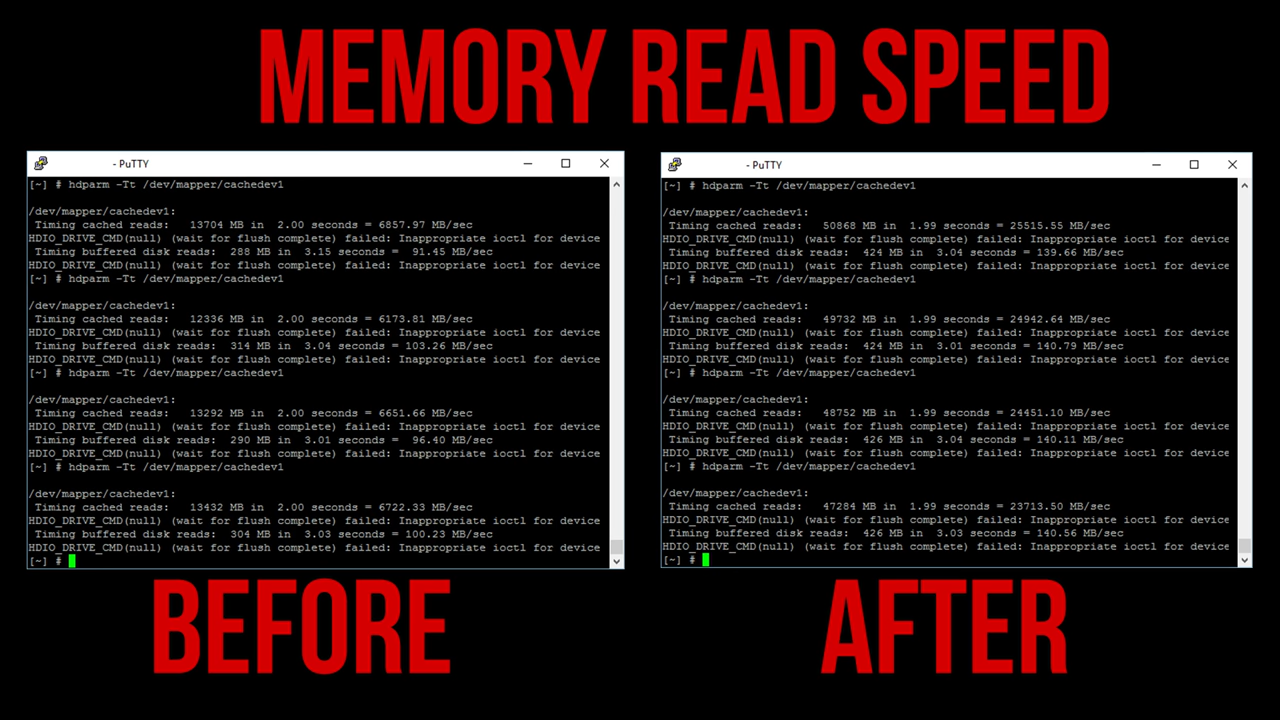 MEMORY READ SPEED
- PuTTY
[~] # hdparm -Tt /dev/mapper/cachedev1
/dev/mapper/cachedev1:
Timing cached reads: 13704 MB in 2.00 seconds = 6857.97 MB/sec
HDIO_DRIVE_CMD(null) (wait for flush complete) failed: Inappropriate ioctl for device
Timing buffered disk reads: 288 MB in 3.15 seconds = 91.45 MB/sec
HDIO_DRIVE_CMD(null) (wait for flush complete) failed: Inappropriate ioctl for device
[~] # hdparm -Tt /dev/mapper/cachedev1
/dev/mapper/cachedev1:
Timing cached reads: 12336 MB in 2.00 seconds = 6173.81 MB/sec
HDIO_DRIVE_CMD(null) (wait for flush complete) failed: Inappropriate ioctl for device
Timing buffered disk reads: 314 MB in 3.04 seconds = 103.26 MB/sec
HDIO_DRIVE_CMD(null) (wait for flush complete) failed: Inappropriate ioctl for device
[~] # hdparm -Tt /dev/mapper/cachedev1
/dev/mapper/cachedev1:
Timing cached reads: 13292 MB in 2.00 seconds = 6651.66 MB/sec
HDIO_DRIVE_CMD(null) (wait for flush complete) failed: Inappropriate ioctl for device
Timing buffered disk reads: 290 MB in 3.01 seconds = 96.40 MB/sec
HDIO_DRIVE_CMD(null) (wait for flush complete) failed: Inappropriate ioctl for device
[~] # hdparm -Tt /dev/mapper/cachedev1
/dev/mapper/cachedev1:
Timing cached reads: 13432 MB in 2.00 seconds = 6722.33 MB/sec
HDIO_DRIVE_CMD(null) (wait for flush complete) failed: Inappropriate ioctl for device
Timing buffered disk reads: 304 MB in 3.03 seconds = 100.23 MB/sec
HDIO_DRIVE_CMD(null) (wait for flush complete) failed: Inappropriate ioctl for device
[~] #
BEFORE
- PuTTY
[~] # hdparm -Tt /dev/mapper/cachedev1
/dev/mapper/cachedev1:
Timing cached reads: 50868 MB in 1.99 seconds = 25515.55 MB/sec
HDIO_DRIVE_CMD(null) (wait for flush complete) failed: Inappropriate ioctl for device
Timing buffered disk reads: 424 MB in 3.04 seconds = 139.66 MB/sec
HDIO_DRIVE_CMD(null) (wait for flush complete) failed: Inappropriate ioctl for device
[~] # hdparm -Tt /dev/mapper/cachedev1
/dev/mapper/cachedev1:
Timing cached reads: 49732 MB in 1.99 seconds = 24942.64 MB/sec
HDIO_DRIVE_CMD(null) (wait for flush complete) failed: Inappropriate ioctl for device
Timing buffered disk reads: 424 MB in 3.01 seconds = 140.79 MB/sec
HDIO_DRIVE_CMD(null) (wait for flush complete) failed: Inappropriate ioctl for device
[~] # hdparm -Tt /dev/mapper/cachedev1
/dev/mapper/cachedev1:
Timing cached reads: 48752 MB in 1.99 seconds = 24451.10 MB/sec
HDIO_DRIVE_CMD(null) (wait for flush complete) failed: Inappropriate ioctl for device
Timing buffered disk reads: 426 MB in 3.04 seconds = 140.11 MB/sec
HDIO_DRIVE_CMD(null) (wait for flush complete) failed: Inappropriate ioctl for device
[~] # hdparm -Tt /dev/mapper/cachedev1
/dev/mapper/cachedev1:
Timing cached reads: 47284 MB in 1.99 seconds = 23713.50 MB/sec
HDIO_DRIVE_CMD(null) (wait for flush complete) failed: Inappropriate ioctl for device
Timing buffered disk reads: 426 MB in 3.03 seconds = 140.56 MB/sec
HDIO_DRIVE_CMD(null) (wait for flush complete) failed: Inappropriate ioctl for device
[~] #
AFTER